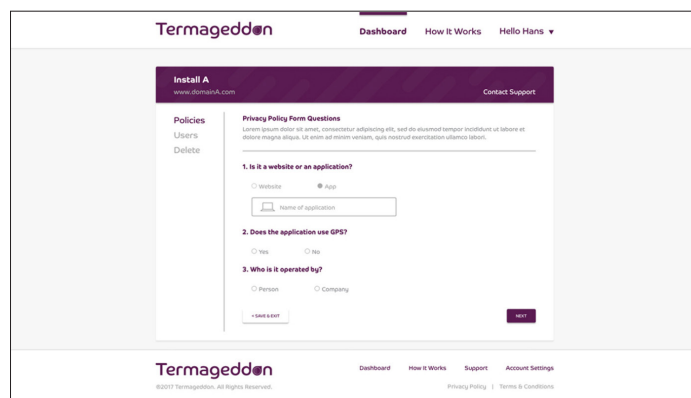 Termageddon
Dashboard How It Works Hello Hans ▼
Install A
www.domainA.com
Contact Support
Policies
Users
Delete
Privacy Policy Form Questions
Lorem ipsum dolor sit amet, consectetur adipiscing elit, sed do eiusmod tempor incididunt ut labore et
dolore magna aliqua. Ut enim ad minim veniam, quis nostrud exercitation ullamco labori.
1. Is it a website or an application?
Website App
Name of application
2. Does the application use GPS?
Yes No
3. Who is it operated by?
Person Company
< SAVE & EXIT NEXT
Termageddon
Dashboard How It Works Support Account Settings
©2017 Termageddon. All Rights Reserved.
Privacy Policy | Terms & Conditions